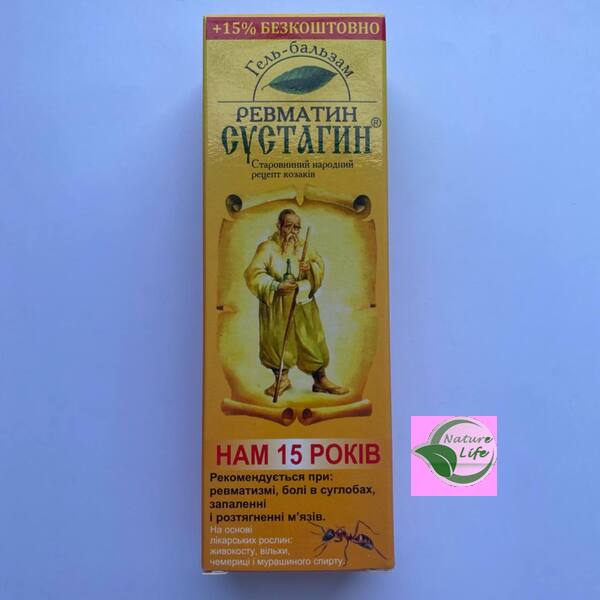 +15% БЕЗКОШТОВНО
Гель-бальзам
РЕВМАТИН
СУСТАГИН®
Старовинний народний
рецепт козаків
НАМ 15 РОКІВ
Рекомендується при:
ревматизмі, болі в суглобах,
запаленні
і розтягненні м'язів.
На основі
лікарських рослин:
живокосту, вільхи,
чемериці і мурашиного спирту.
Nature
Life